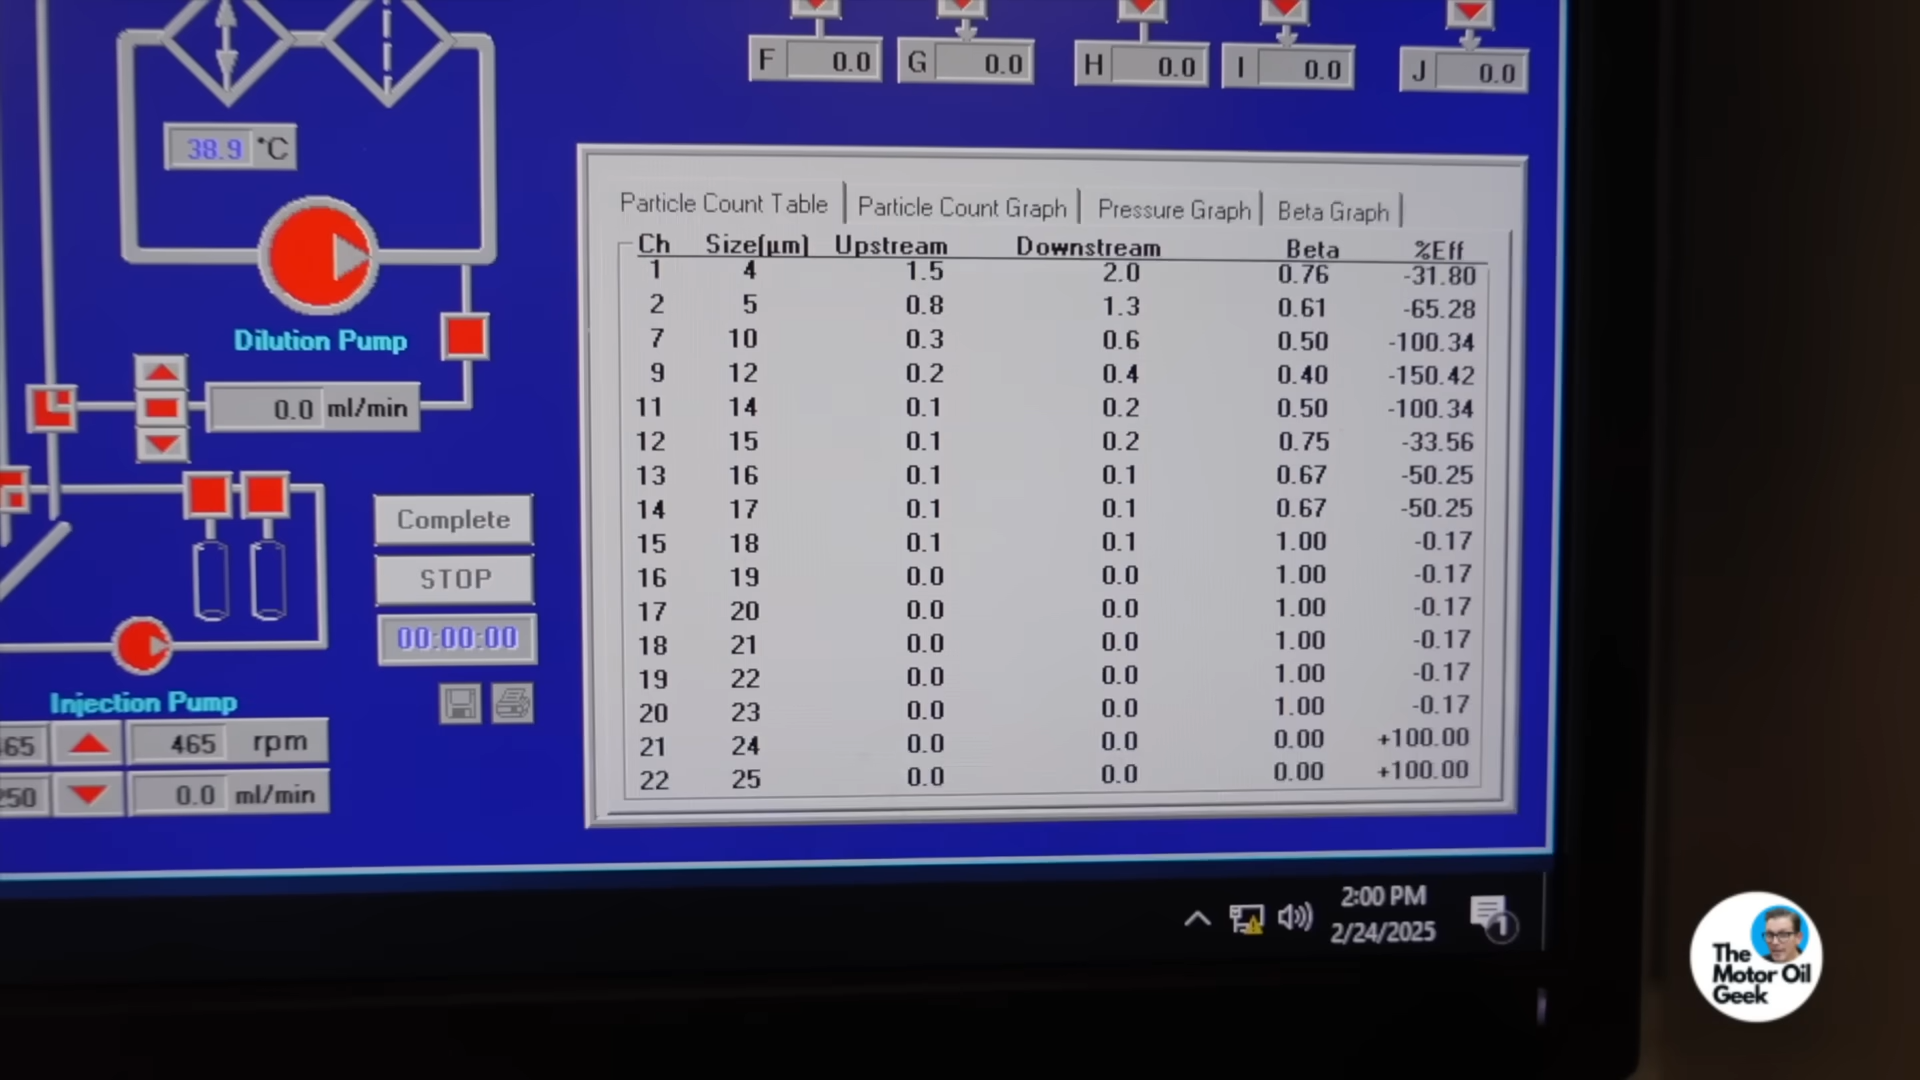 F 0.0 G 0.0 H 0.0 I 0.0 J 0.0
38.9 °C
Dilution Pump
0.0 ml/min
Complete
STOP
00:00:00
Injection Pump
65 465 rpm
250 0.0 ml/min
Particle Count Table Particle Count Graph Pressure Graph Beta Graph
Ch Size(µm) Upstream Downstream Beta %Eff
1 4 1.5 2.0 0.76 -31.80
2 5 0.8 1.3 0.61 -65.28
7 10 0.3 0.6 0.50 -100.34
9 12 0.2 0.4 0.40 -150.42
11 14 0.1 0.2 0.50 -100.34
12 15 0.1 0.2 0.75 -33.56
13 16 0.1 0.1 0.67 -50.25
14 17 0.1 0.1 0.67 -50.25
15 18 0.1 0.1 1.00 -0.17
16 19 0.0 0.0 1.00 -0.17
17 20 0.0 0.0 1.00 -0.17
18 21 0.0 0.0 1.00 -0.17
19 22 0.0 0.0 1.00 -0.17
20 23 0.0 0.0 1.00 -0.17
21 24 0.0 0.0 0.00 +100.00
22 25 0.0 0.0 0.00 +100.00
2:00 PM
2/24/2025
1
The
Motor Oil
Geek